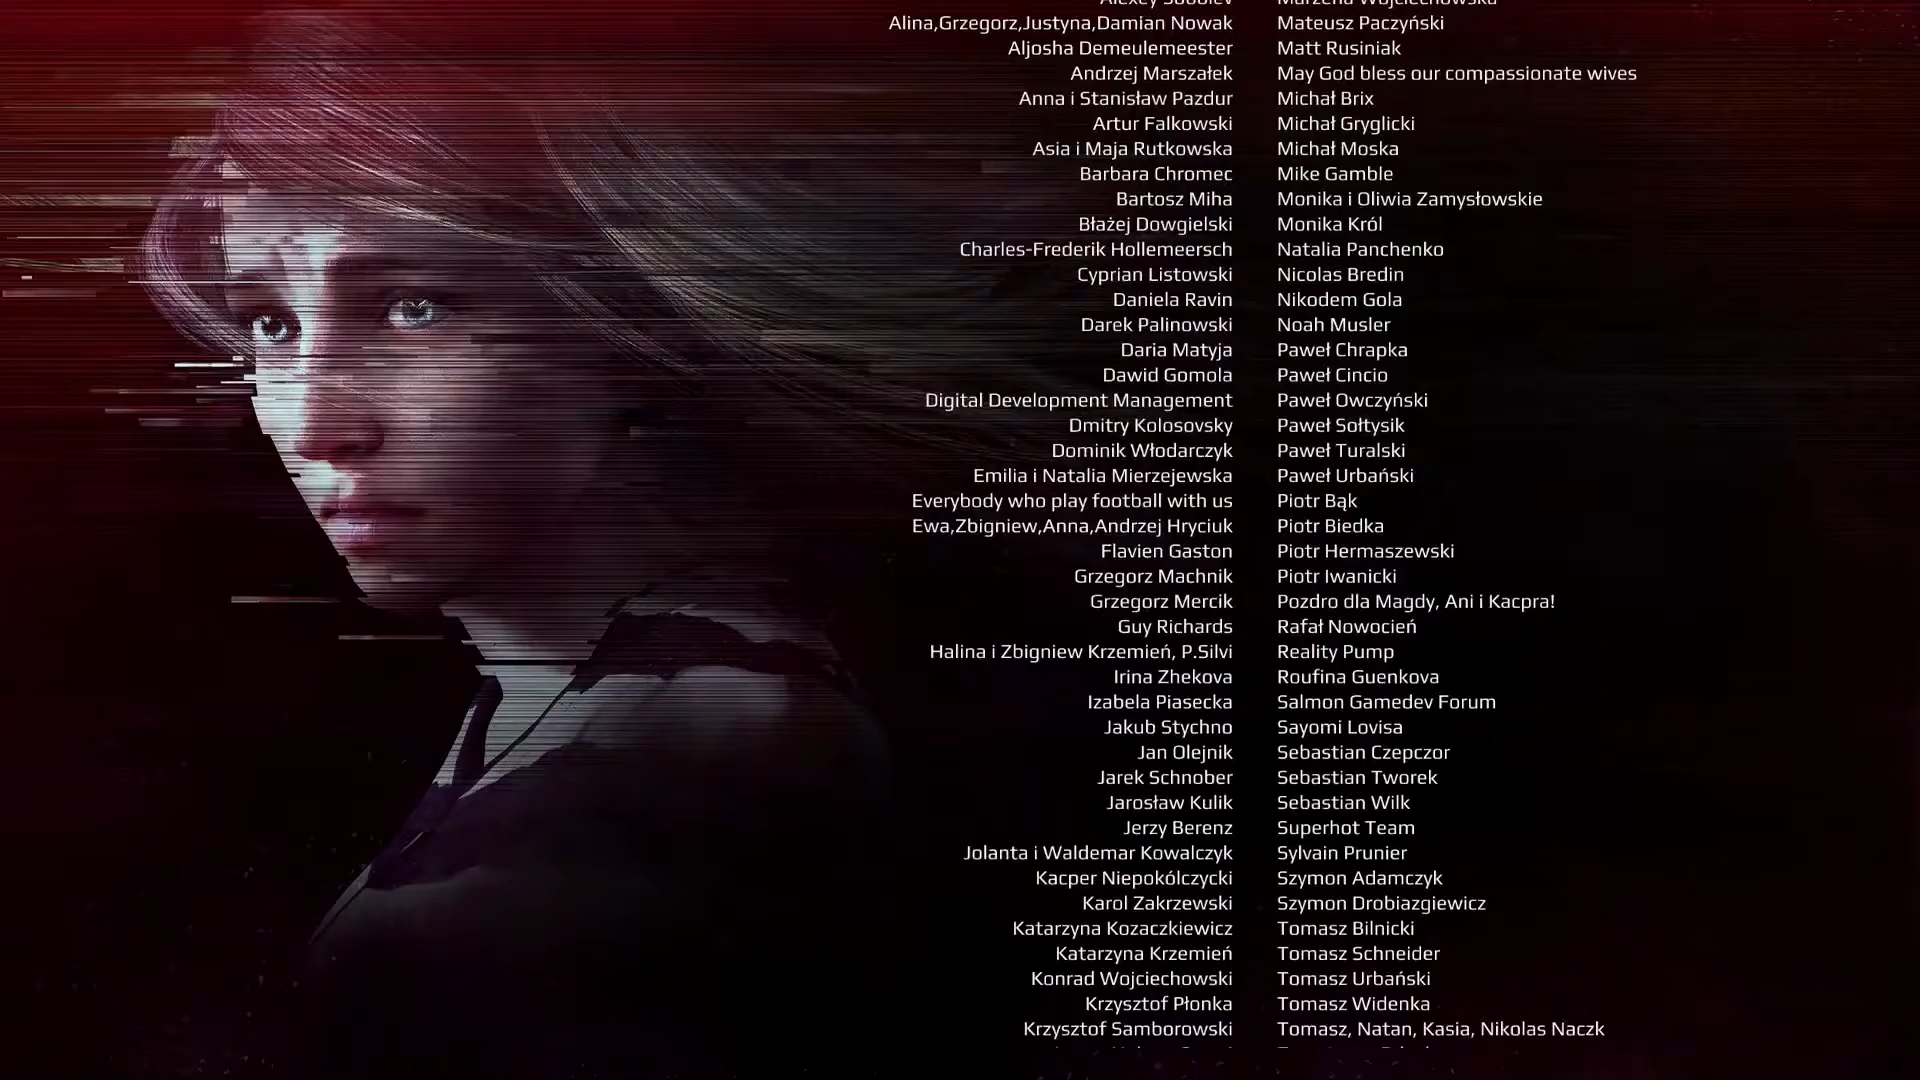 Alexey Sobolev
Alina,Grzegorz,Justyna,Damian Nowak
Aljosha Demeulemeester
Andrzej Marszałek
Anna i Stanisław Pazdur
Artur Falkowski
Asia i Maja Rutkowska
Barbara Chromec
Bartosz Miha
Błażej Dowgielski
Charles-Frederik Hollemeersch
Cyprian Listowski
Daniela Ravin
Darek Palinowski
Daria Matyja
Dawid Gomola
Digital Development Management
Dmitry Kolosovsky
Dominik Włodarczyk
Emilia i Natalia Mierzejewska
Everybody who play football with us
Ewa,Zbigniew,Anna,Andrzej Hryciuk
Flavien Gaston
Grzegorz Machnik
Grzegorz Mercik
Guy Richards
Halina i Zbigniew Krzemień, P.Silvi
Irina Zhekova
Izabela Piasecka
Jakub Stychno
Jan Olejnik
Jarek Schnober
Jarosław Kulik
Jerzy Berenz
Jolanta i Waldemar Kowalczyk
Kacper Niepokólczycki
Karol Zakrzewski
Katarzyna Kozaczkiewicz
Katarzyna Krzemień
Konrad Wojciechowski
Krzysztof Płonka
Krzysztof Samborowski
Marzena Wojciechowska
Mateusz Paczyński
Matt Rusiniak
May God bless our compassionate wives
Michał Brix
Michał Gryglicki
Michał Moska
Mike Gamble
Monika i Oliwia Zamysłowskie
Monika Król
Natalia Panchenko
Nicolas Bredin
Nikodem Gola
Noah Musler
Paweł Chrapka
Paweł Cincio
Paweł Owczyński
Paweł Sołtysik
Paweł Turalski
Paweł Urbański
Piotr Bąk
Piotr Biedka
Piotr Hermaszewski
Piotr Iwanicki
Pozdro dla Magdy, Ani i Kacpra!
Rafał Nowocień
Reality Pump
Roufina Guenkova
Salmon Gamedev Forum
Sayomi Lovisa
Sebastian Czepczor
Sebastian Tworek
Sebastian Wilk
Superhot Team
Sylvain Prunier
Szymon Adamczyk
Szymon Drobiazgiewicz
Tomasz Bilnicki
Tomasz Schneider
Tomasz Urbański
Tomasz Widenka
Tomasz, Natan, Kasia, Nikolas Naczk